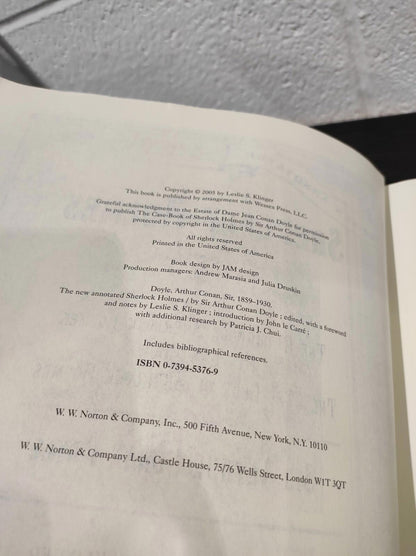 Copyright © 2005 by Leslie S. Klinger
This book is published by arrangement with Wessex Press, LLC.
Grateful acknowledgment to the Estate of Dame Jean Conan Doyle for permission
to publish The Case-Book of Sherlock Holmes by Sir Arthur Conan Doyle,
protected by copyright in the United States of America.
All rights reserved
Printed in the United States of America
Book design by JAM design
Production managers: Andrew Marasia and Julia Druskin
Doyle, Arthur Conan, Sir, 1859–1930.
The new annotated Sherlock Holmes / by Sir Arthur Conan Doyle ; edited, with a foreword
and notes by Leslie S. Klinger ; introduction by John le Carré ;
with additional research by Patricia J. Chui.
Includes bibliographical references.
ISBN 0-7394-5376-9
W. W. Norton & Company, Inc., 500 Fifth Avenue, New York, N.Y. 10110
W. W. Norton & Company Ltd., Castle House, 75/76 Wells Street, London W1T 3QT